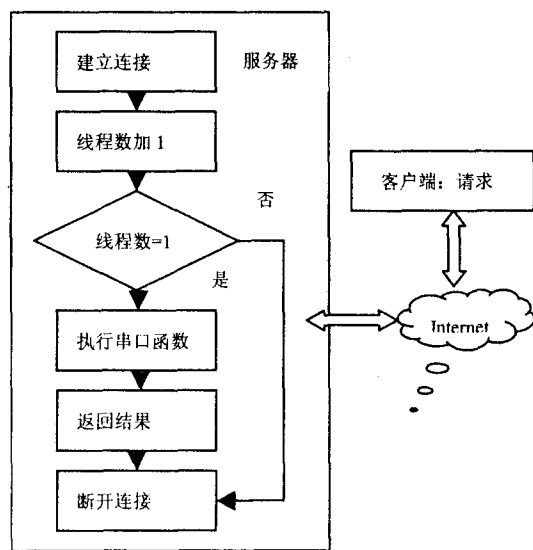 建立连接
服务器
线程数加 1
客户端：请求
否
线程数=1
是
Internet
执行串口函数
返回结果
断开连接